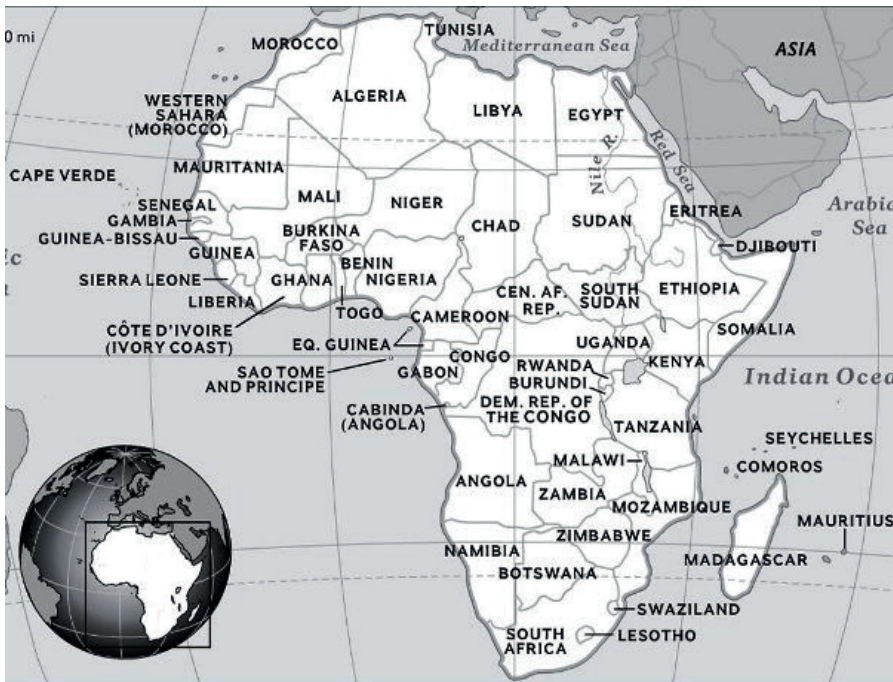 0 mi
TUNISIA
MOROCCO
Mediterranean Sea
ASIA
ALGERIA
LIBYA
EGYPT
WESTERN
SAHARA
(MOROCCO)
Nile R.
Red Sea
MAURITANIA
CAPE VERDE
MALI
NIGER
SENEGAL
CHAD
SUDAN
ERITREA
Arabia
Sea
GAMBIA
BURKINA
FASO
GUINEA-BISSAU
DJIBOUTI
GUINEA
BENIN
NIGERIA
SIERRA LEONE
GHANA
CEN. AF.
REP.
SOUTH
SUDAN
ETHIOPIA
LIBERIA
TOGO
CAMEROON
SOMALIA
CÔTE D'IVOIRE
(IVORY COAST)
EQ. GUINEA
UGANDA
CONGO
KENYA
SAO TOME
AND PRINCIPE
GABON
RWANDA
BURUNDI
Indian Ocea
DEM. REP. OF
THE CONGO
CABINDA
(ANGOLA)
TANZANIA
SEYCHELLES
MALAWI
COMOROS
ANGOLA
ZAMBIA
MOZAMBIQUE
MAURITIUS
ZIMBABWE
NAMIBIA
MADAGASCAR
BOTSWANA
SWAZILAND
SOUTH
AFRICA
LESOTHO